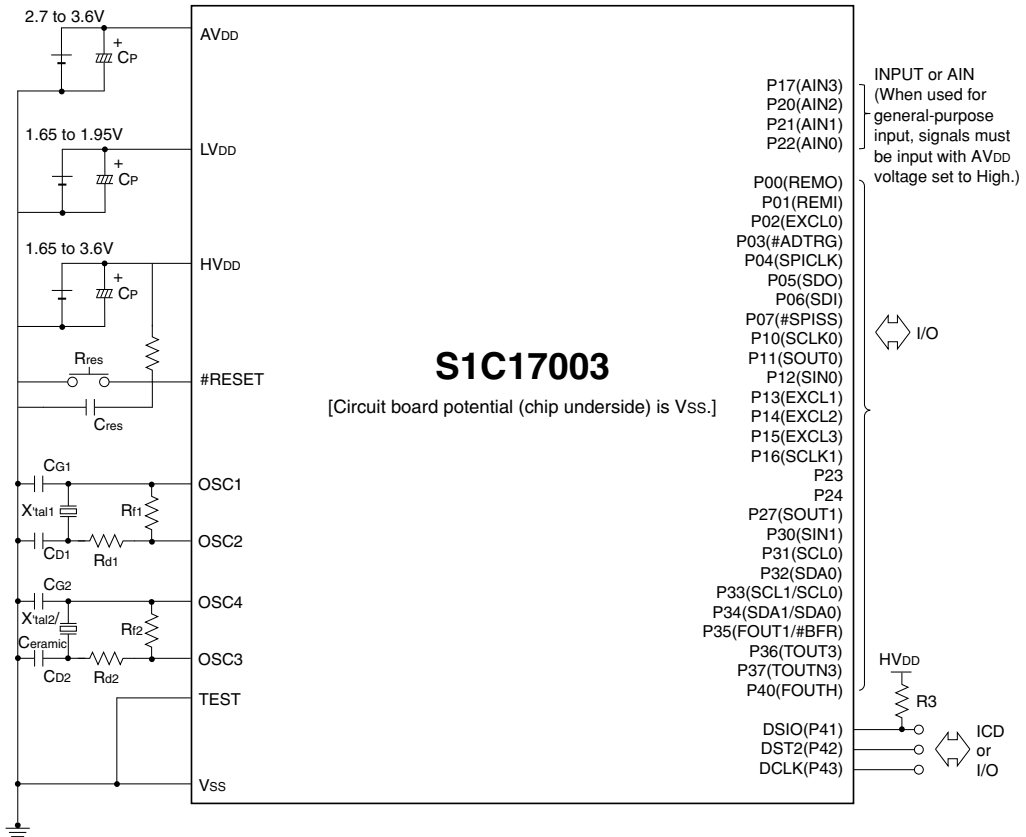 2.7 to 3.6V
AVDD
+
CP
1.65 to 1.95V
LVDD
+
CP
1.65 to 3.6V
HVDD
+
CP
Rres
#RESET
Cres
CG1
OSC1
X'tal1
Rf1
OSC2
CD1
Rd1
CG2
OSC4
X'tal2/
Ceramic
Rf2
OSC3
CD2
Rd2
TEST
Vss
S1C17003
[Circuit board potential (chip underside) is Vss.]
P17(AIN3)
P20(AIN2)
P21(AIN1)
P22(AIN0)
INPUT or AIN
(When used for
general-purpose
input, signals must
be input with AVDD
voltage set to High.)
P00(REMO)
P01(REMI)
P02(EXCL0)
P03(#ADTRG)
P04(SPICLK)
P05(SDO)
P06(SDI)
P07(#SPISS)
P10(SCLK0)
P11(SOUT0)
P12(SIN0)
P13(EXCL1)
P14(EXCL2)
P15(EXCL3)
P16(SCLK1)
P23
P24
P27(SOUT1)
P30(SIN1)
P31(SCL0)
P32(SDA0)
P33(SCL1/SCL0)
P34(SDA1/SDA0)
P35(FOUT1/#BFR)
P36(TOUT3)
P37(TOUTN3)
P40(FOUTH)
I/O
HVDD
R3
DSIO(P41)
DST2(P42)
DCLK(P43)
ICD
or
I/O